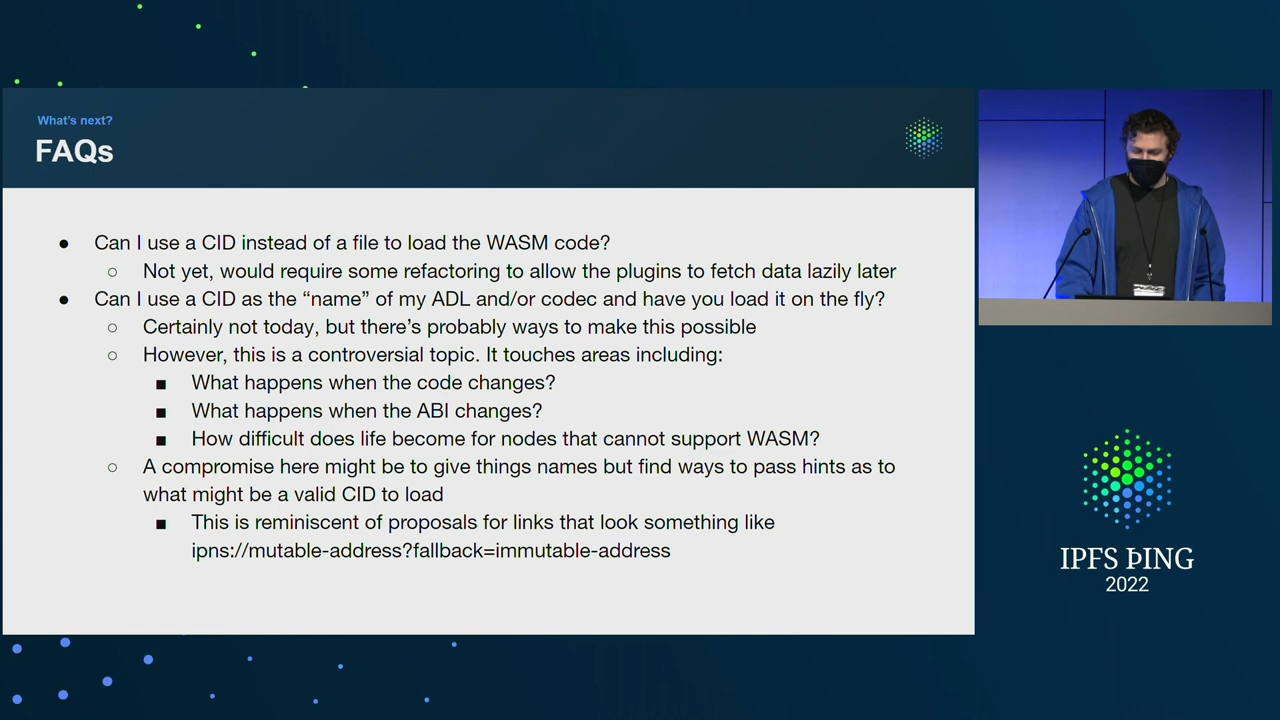 What's next?
FAQs
● Can I use a CID instead of a file to load the WASM code?
○ Not yet, would require some refactoring to allow the plugins to fetch data lazily later
● Can I use a CID as the “name” of my ADL and/or codec and have you load it on the fly?
○ Certainly not today, but there’s probably ways to make this possible
○ However, this is a controversial topic. It touches areas including:
■ What happens when the code changes?
■ What happens when the ABI changes?
■ How difficult does life become for nodes that cannot support WASM?
○ A compromise here might be to give things names but find ways to pass hints as to
what might be a valid CID to load
■ This is reminiscent of proposals for links that look something like
ipns://mutable-address?fallback=immutable-address
IPFS ÞING
2022